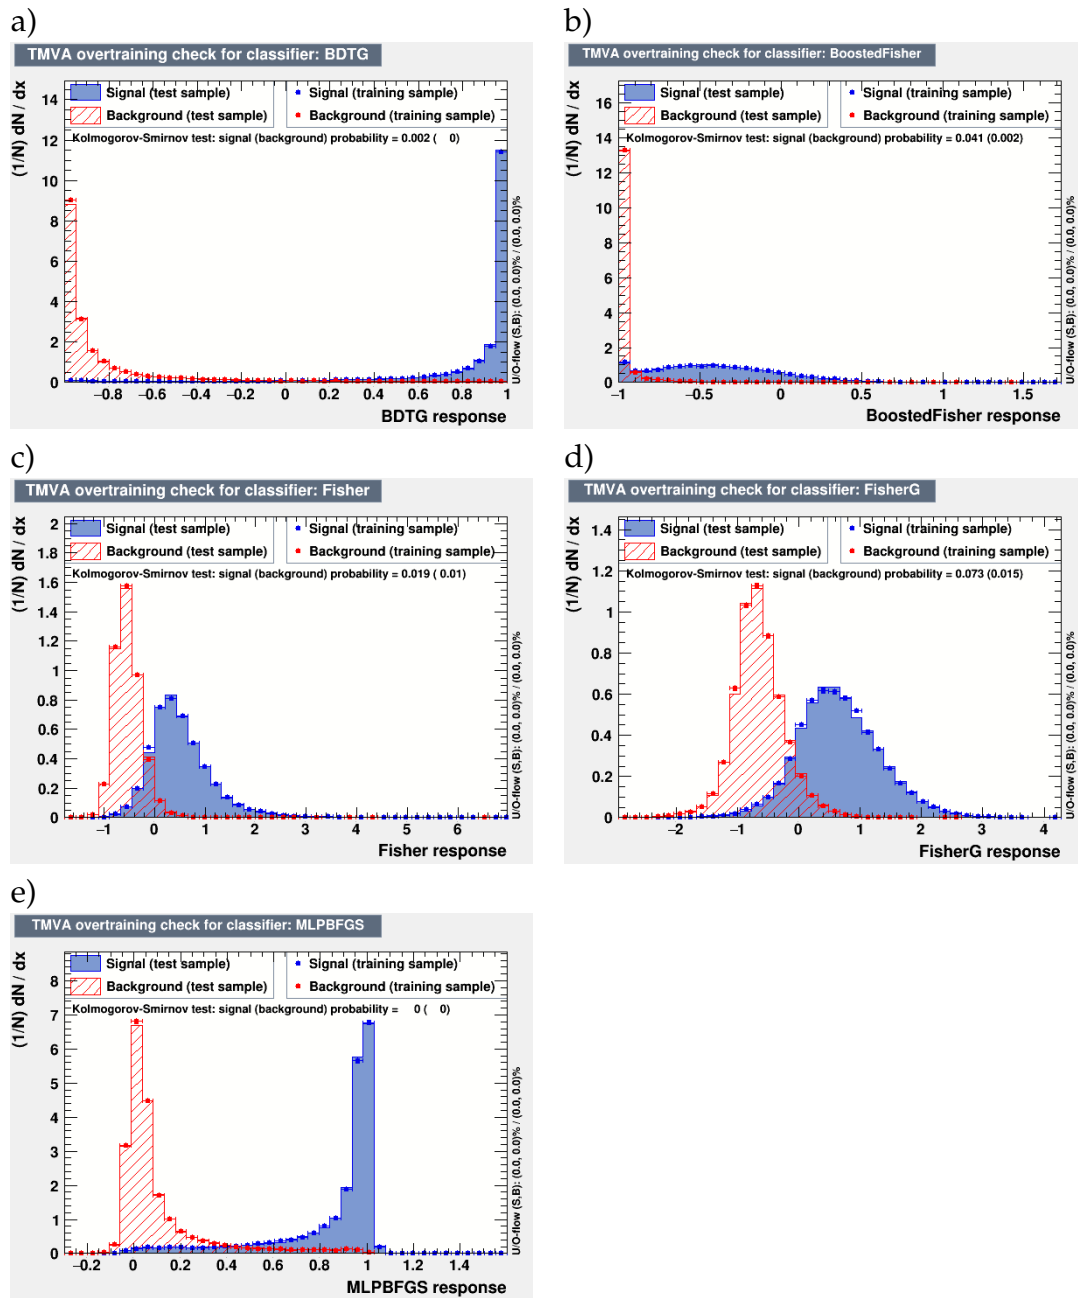 a)
TMVA overtraining check for classifier: BDTG
(1/N) dN / dx
14
12
10
8
6
4
2
0
Signal (test sample)
Background (test sample)
Signal (training sample)
Background (training sample)
Kolmogorov-Smirnov test: signal (background) probability = 0.002 ( 0)
−0.8 −0.6 −0.4 −0.2 0 0.2 0.4 0.6 0.8 1
BDTG response
U/O-flow (S,B): (0.0, 0.0)% / (0.0, 0.0)%
b)
TMVA overtraining check for classifier: BoostedFisher
(1/N) dN / dx
16
14
12
10
8
6
4
2
0
Signal (test sample)
Background (test sample)
Signal (training sample)
Background (training sample)
Kolmogorov-Smirnov test: signal (background) probability = 0.041 (0.002)
−1 −0.5 0 0.5 1 1.5
BoostedFisher response
U/O-flow (S,B): (0.0, 0.0)% / (0.0, 0.0)%
c)
TMVA overtraining check for classifier: Fisher
(1/N) dN / dx
2
1.8
1.6
1.4
1.2
1
0.8
0.6
0.4
0.2
0
Signal (test sample)
Background (test sample)
Signal (training sample)
Background (training sample)
Kolmogorov-Smirnov test: signal (background) probability = 0.019 ( 0.01)
−1 0 1 2 3 4 5 6
Fisher response
U/O-flow (S,B): (0.0, 0.0)% / (0.0, 0.0)%
d)
TMVA overtraining check for classifier: FisherG
(1/N) dN / dx
1.4
1.2
1
0.8
0.6
0.4
0.2
0
Signal (test sample)
Background (test sample)
Signal (training sample)
Background (training sample)
Kolmogorov-Smirnov test: signal (background) probability = 0.073 (0.015)
−2 −1 0 1 2 3 4
FisherG response
U/O-flow (S,B): (0.0, 0.0)% / (0.0, 0.0)%
e)
TMVA overtraining check for classifier: MLPBFGS
(1/N) dN / dx
8
7
6
5
4
3
2
1
0
Signal (test sample)
Background (test sample)
Signal (training sample)
Background (training sample)
Kolmogorov-Smirnov test: signal (background) probability = 0 ( 0)
−0.2 0 0.2 0.4 0.6 0.8 1 1.2 1.4
MLPBFGS response
U/O-flow (S,B): (0.0, 0.0)% / (0.0, 0.0)%